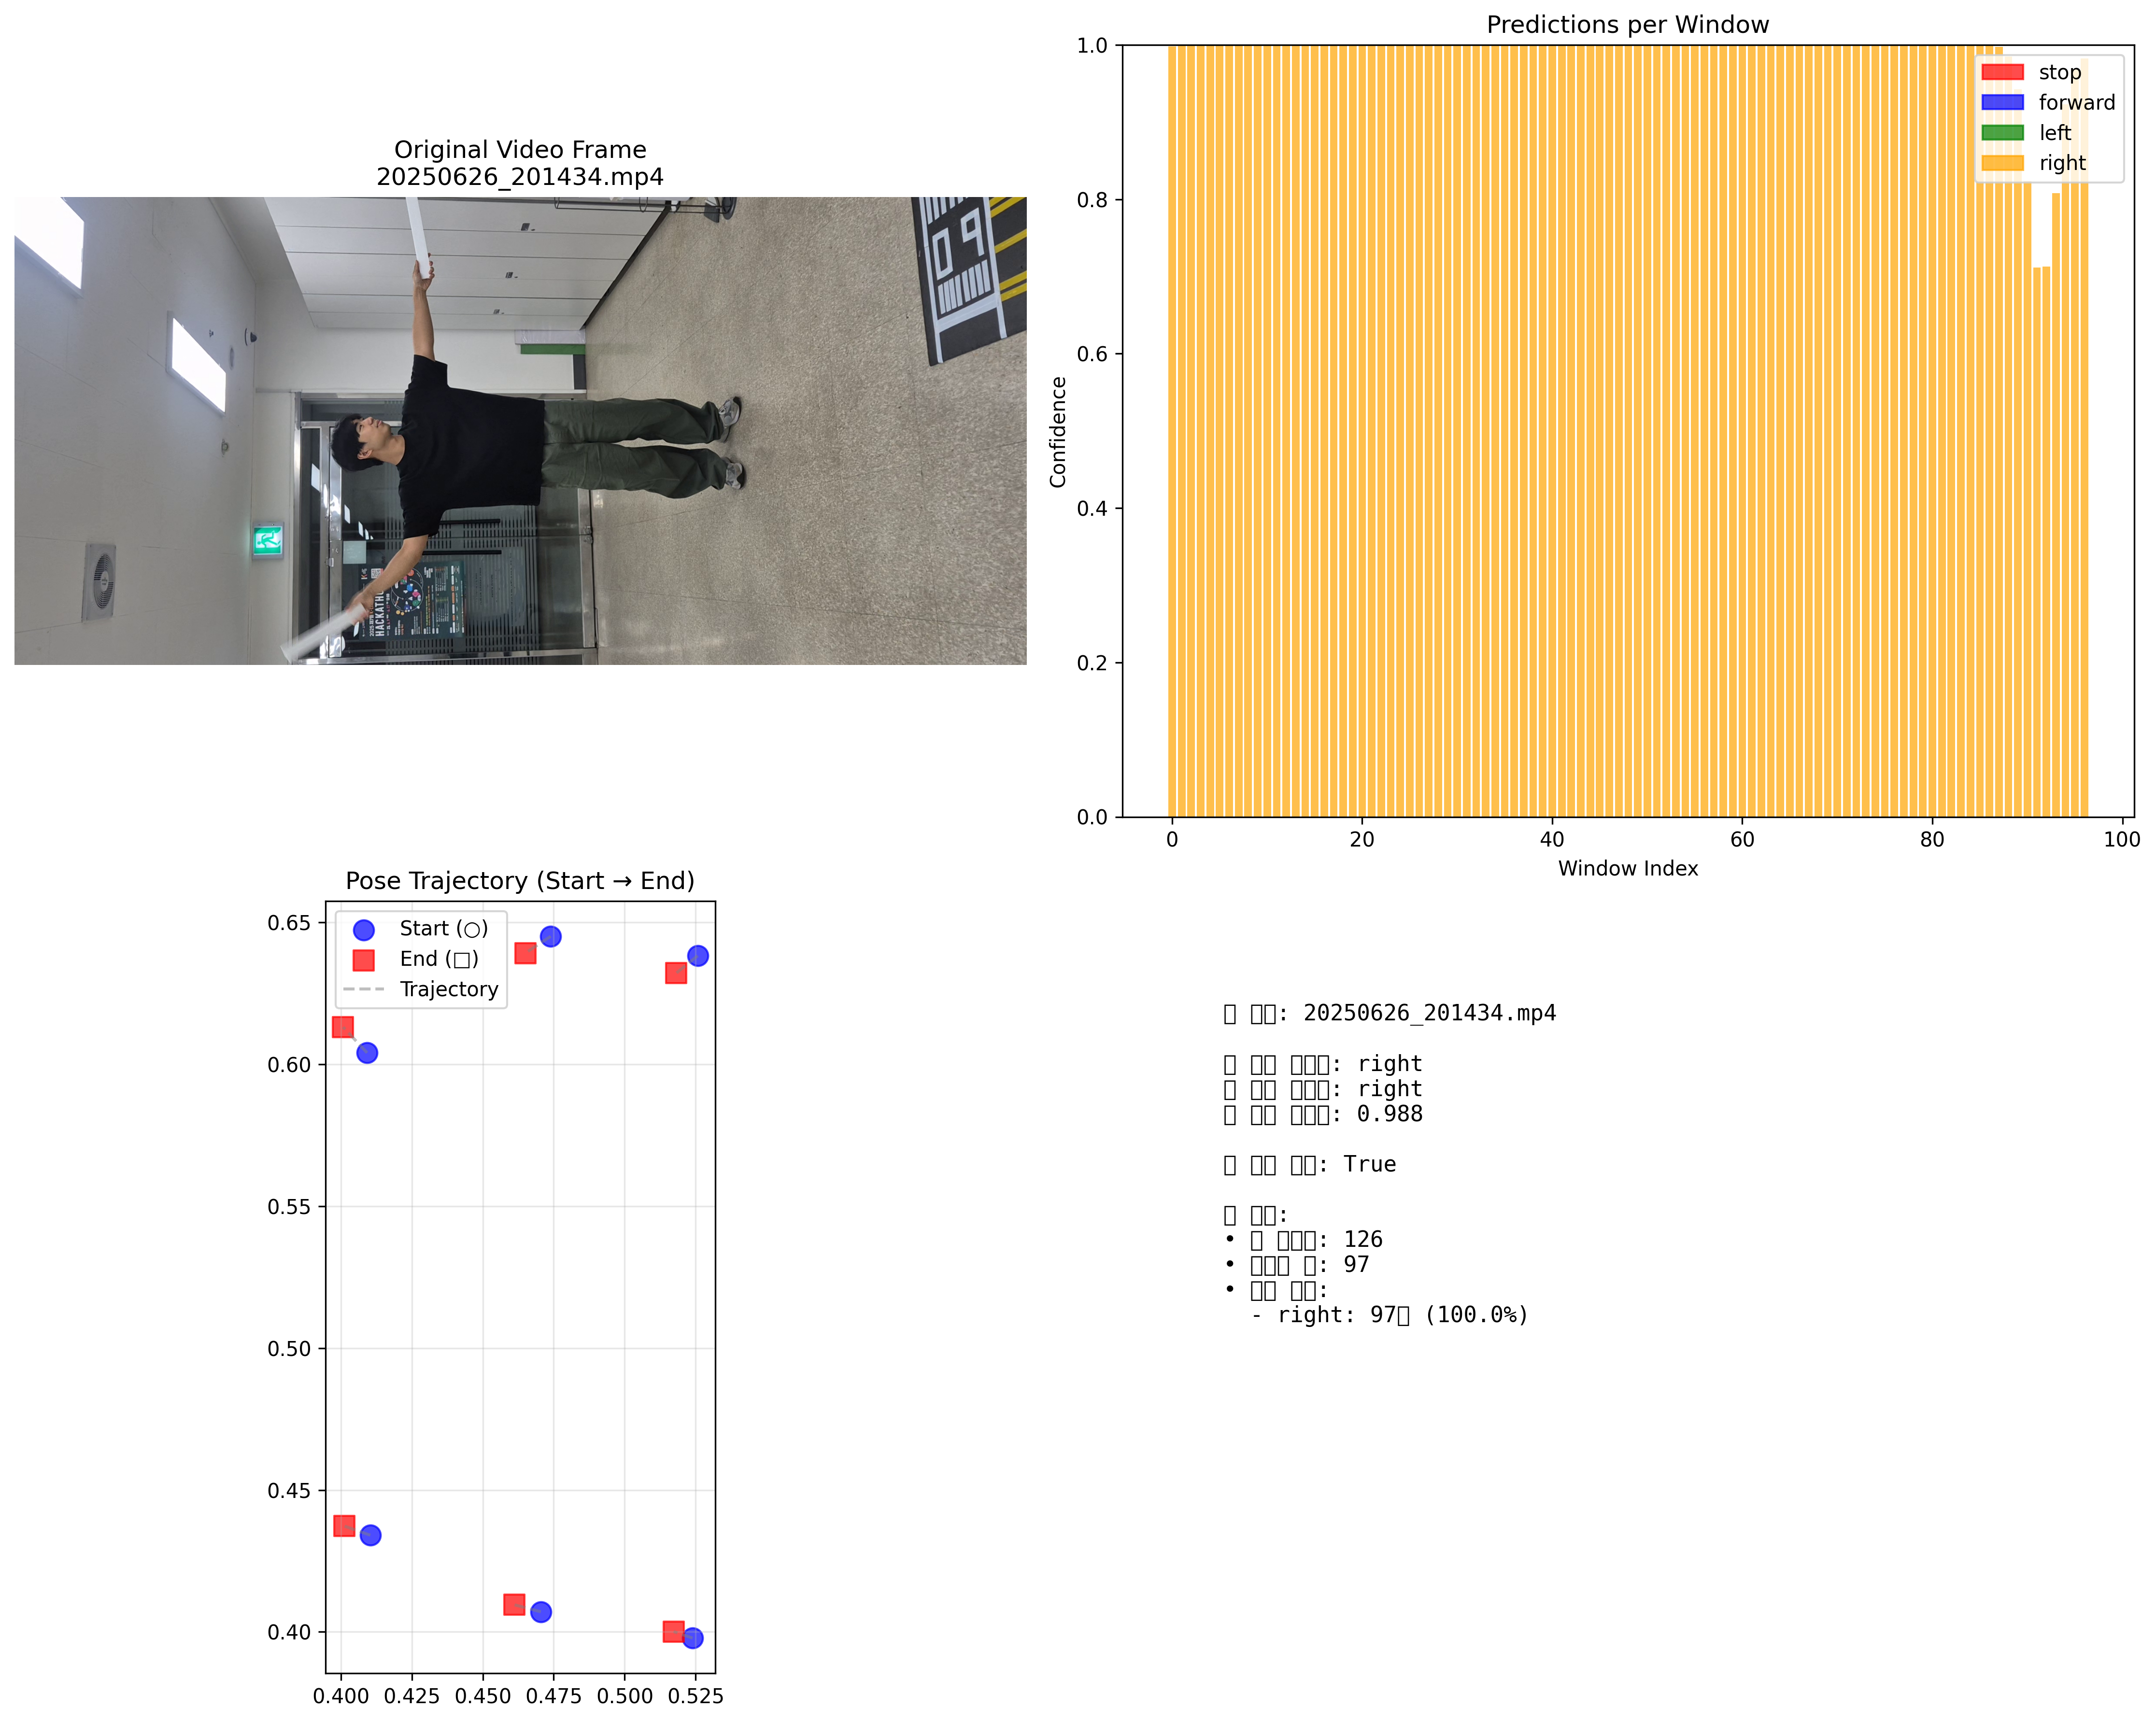 Original Video Frame
20250626_201434.mp4
HACKATHON
60
Predictions per Window
1.0
0.8
0.6
0.4
0.2
0.0
Confidence
0 20 40 60 80 100
Window Index
stop
forward
left
right
Pose Trajectory (Start → End)
Start (○)
End (□)
Trajectory
0.65
0.60
0.55
0.50
0.45
0.40
0.400 0.425 0.450 0.475 0.500 0.525
□ □□: 20250626_201434.mp4
□ □□ □□□: right
□ □□ □□□: right
□ □□ □□□: 0.988
□ □□ □□: True
□ □□:
• □ □□□: 126
• □□□ □: 97
• □□ □□:
- right: 97□ (100.0%)